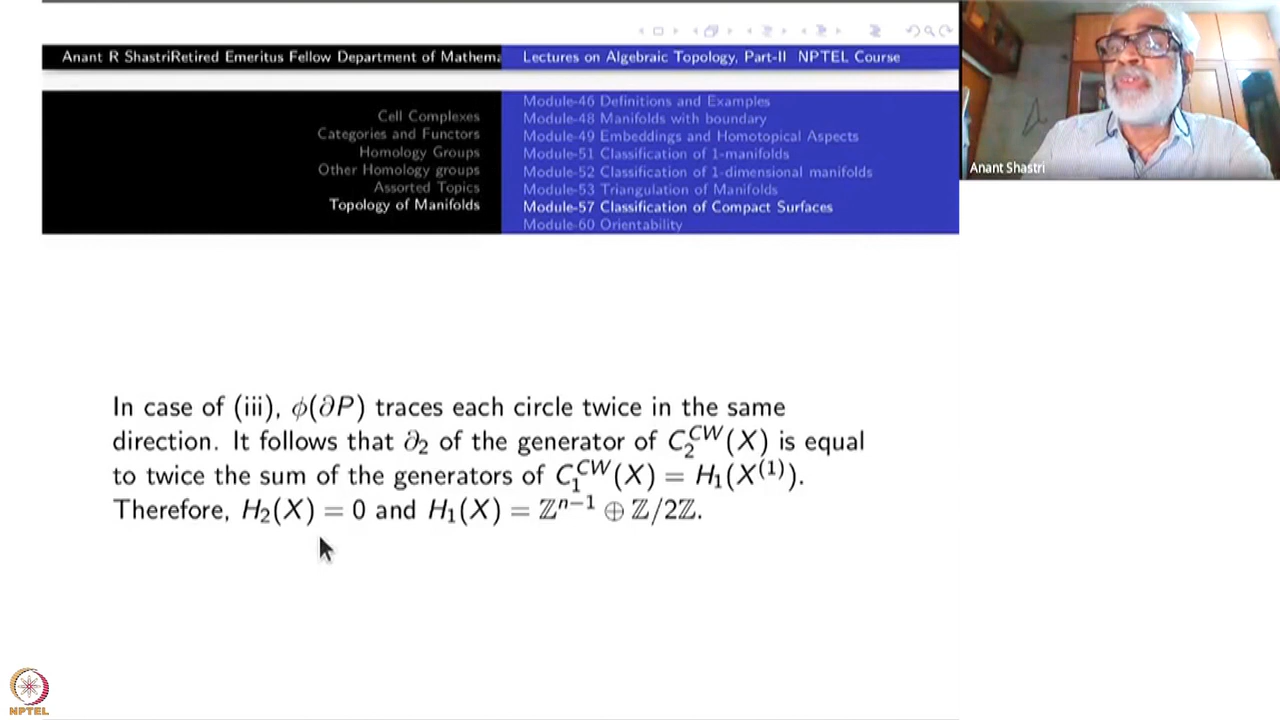 Anant R ShastriRetired Emeritus Fellow Department of Mathema
Lectures on Algebraic Topology, Part-II NPTEL Course
Cell Complexes
Categories and Functors
Homology Groups
Other Homology groups
Assorted Topics
Topology of Manifolds
Module-46 Definitions and Examples
Module-48 Manifolds with boundary
Module-49 Embeddings and Homotopical Aspects
Module-51 Classification of 1-manifolds
Module-52 Classification of 1-dimensional manifolds
Module-53 Triangulation of Manifolds
Module-57 Classification of Compact Surfaces
Module-60 Orientability
Anant Shastri
In case of (iii), ϕ(∂P) traces each circle twice in the same
direction. It follows that ∂₂ of the generator of C₂^{CW}(X) is equal
to twice the sum of the generators of C₁^{CW}(X) = H₁(X^{(1)}).
Therefore, H₂(X) = 0 and H₁(X) = ℤ^{n−1} ⊕ ℤ/2ℤ.
NPTEL